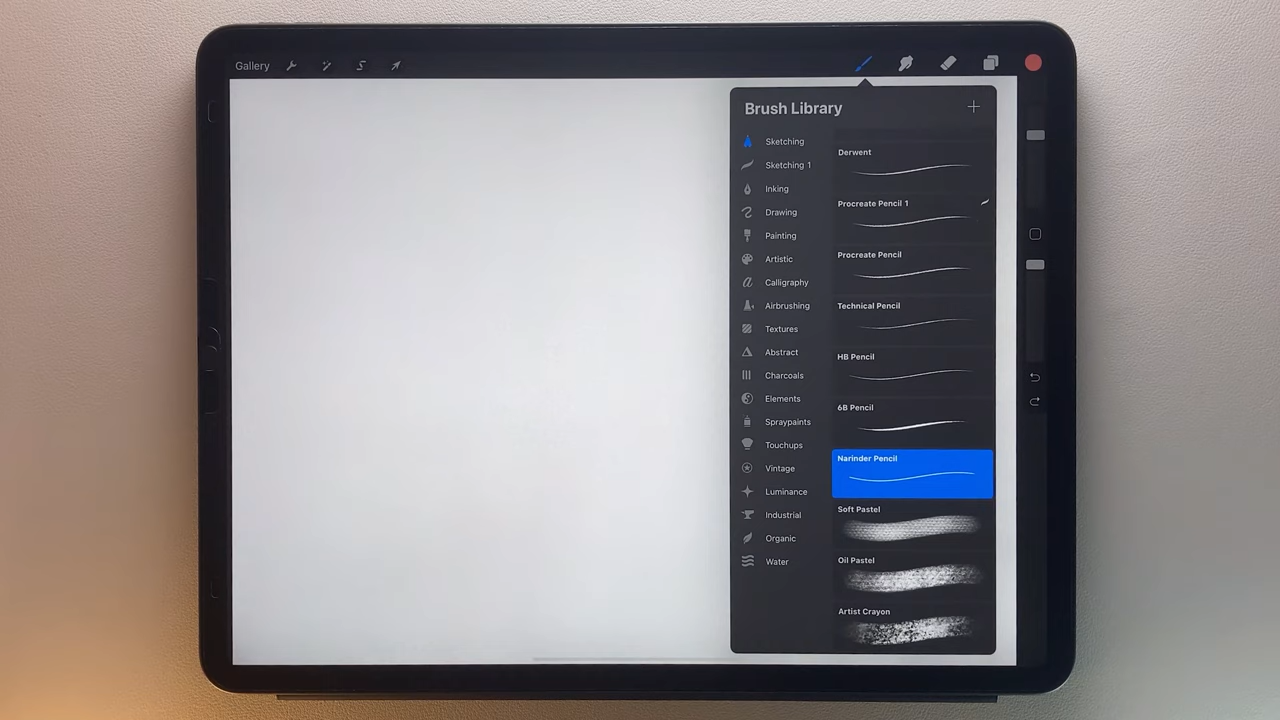 Gallery
Brush Library
Sketching
Sketching 1
Inking
Drawing
Painting
Artistic
Calligraphy
Airbrushing
Textures
Abstract
Charcoals
Elements
Spraypaints
Touchups
Vintage
Luminance
Industrial
Organic
Water
Derwent
Procreate Pencil 1
Procreate Pencil
Technical Pencil
HB Pencil
6B Pencil
Narinder Pencil
Soft Pastel
Oil Pastel
Artist Crayon